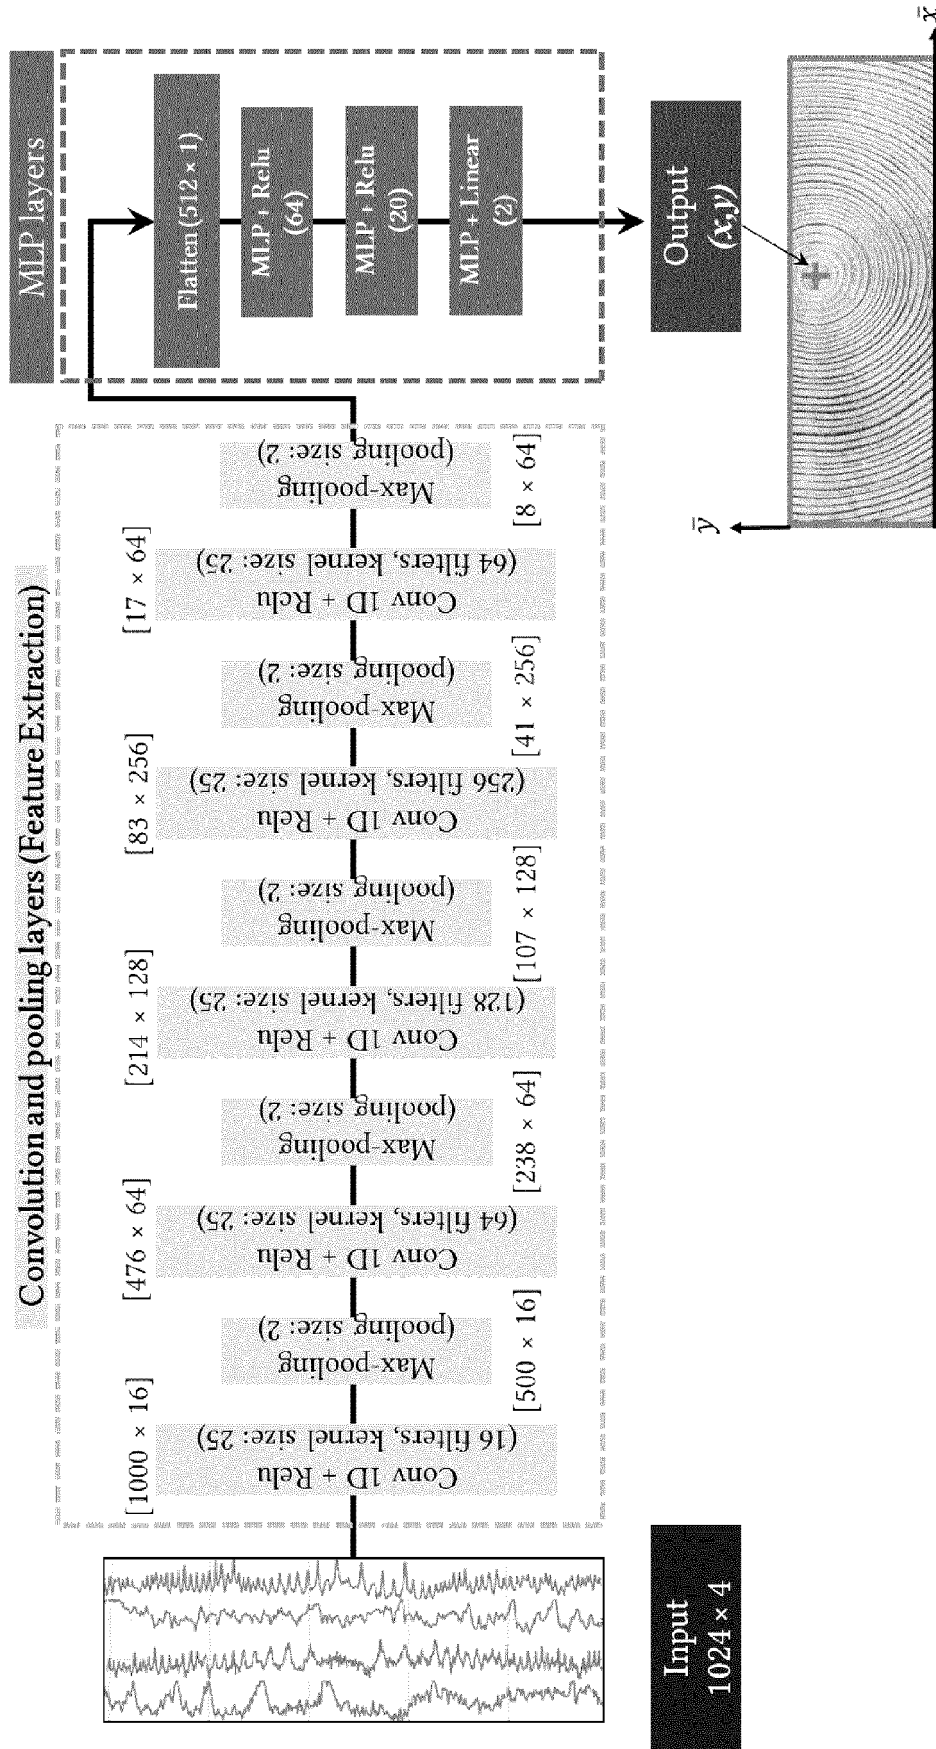 Convolution and pooling layers (Feature Extraction)
MLP layers
Input
1024 × 4
[1000 × 16]
Conv 1D + Relu
(16 filters, kernel size: 25)
Max-pooling
(pooling size: 2)
[500 × 16]
[476 × 64]
Conv 1D + Relu
(64 filters, kernel size: 25)
Max-pooling
(pooling size: 2)
[238 × 64]
[214 × 128]
Conv 1D + Relu
(128 filters, kernel size: 25)
Max-pooling
(pooling size: 2)
[107 × 128]
[83 × 256]
Conv 1D + Relu
(256 filters, kernel size: 25)
Max-pooling
(pooling size: 2)
[41 × 256]
[17 × 64]
Conv 1D + Relu
(64 filters, kernel size: 25)
Max-pooling
(pooling size: 2)
[8 × 64]
Flatten (512 × 1)
MLP + Relu
(64)
MLP + Relu
(20)
MLP + Linear
(2)
Output
(x,y)
y̅
x̅